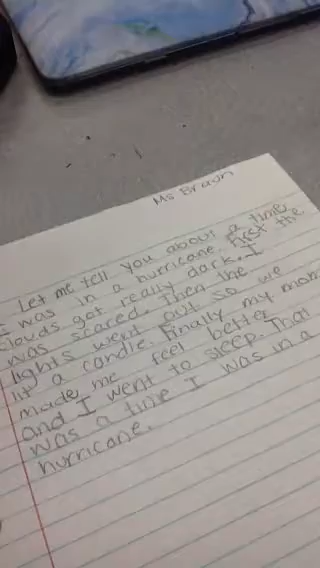 Ms Braun
Let me tell you about a time
I was in a hurricane. First the
clouds got really dark. I
was scared. Then the
lights went out so we
lit a candle. Finally my mom
made me feel better
and I went to sleep. That
was a time I was in a
hurricane.